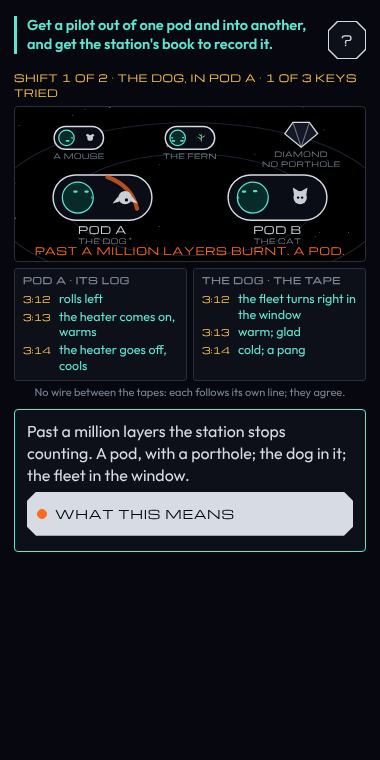 Get a pilot out of one pod and into another,
and get the station's book to record it.
?
SHIFT 1 OF 2 · THE DOG, IN POD A · 1 OF 3 KEYS
TRIED
A MOUSE
THE FERN
DIAMOND
NO PORTHOLE
POD A
THE DOG
POD B
THE CAT
PAST A MILLION LAYERS BURNT. A POD.
POD A · ITS LOG
3:12 rolls left
3:13 the heater comes on,
warms
3:14 the heater goes off,
cools
THE DOG · THE TAPE
3:12 the fleet turns right in
the window
3:13 warm; glad
3:14 cold; a pang
No wire between the tapes: each follows its own line; they agree.
Past a million layers the station stops
counting. A pod, with a porthole; the dog in it;
the fleet in the window.
WHAT THIS MEANS